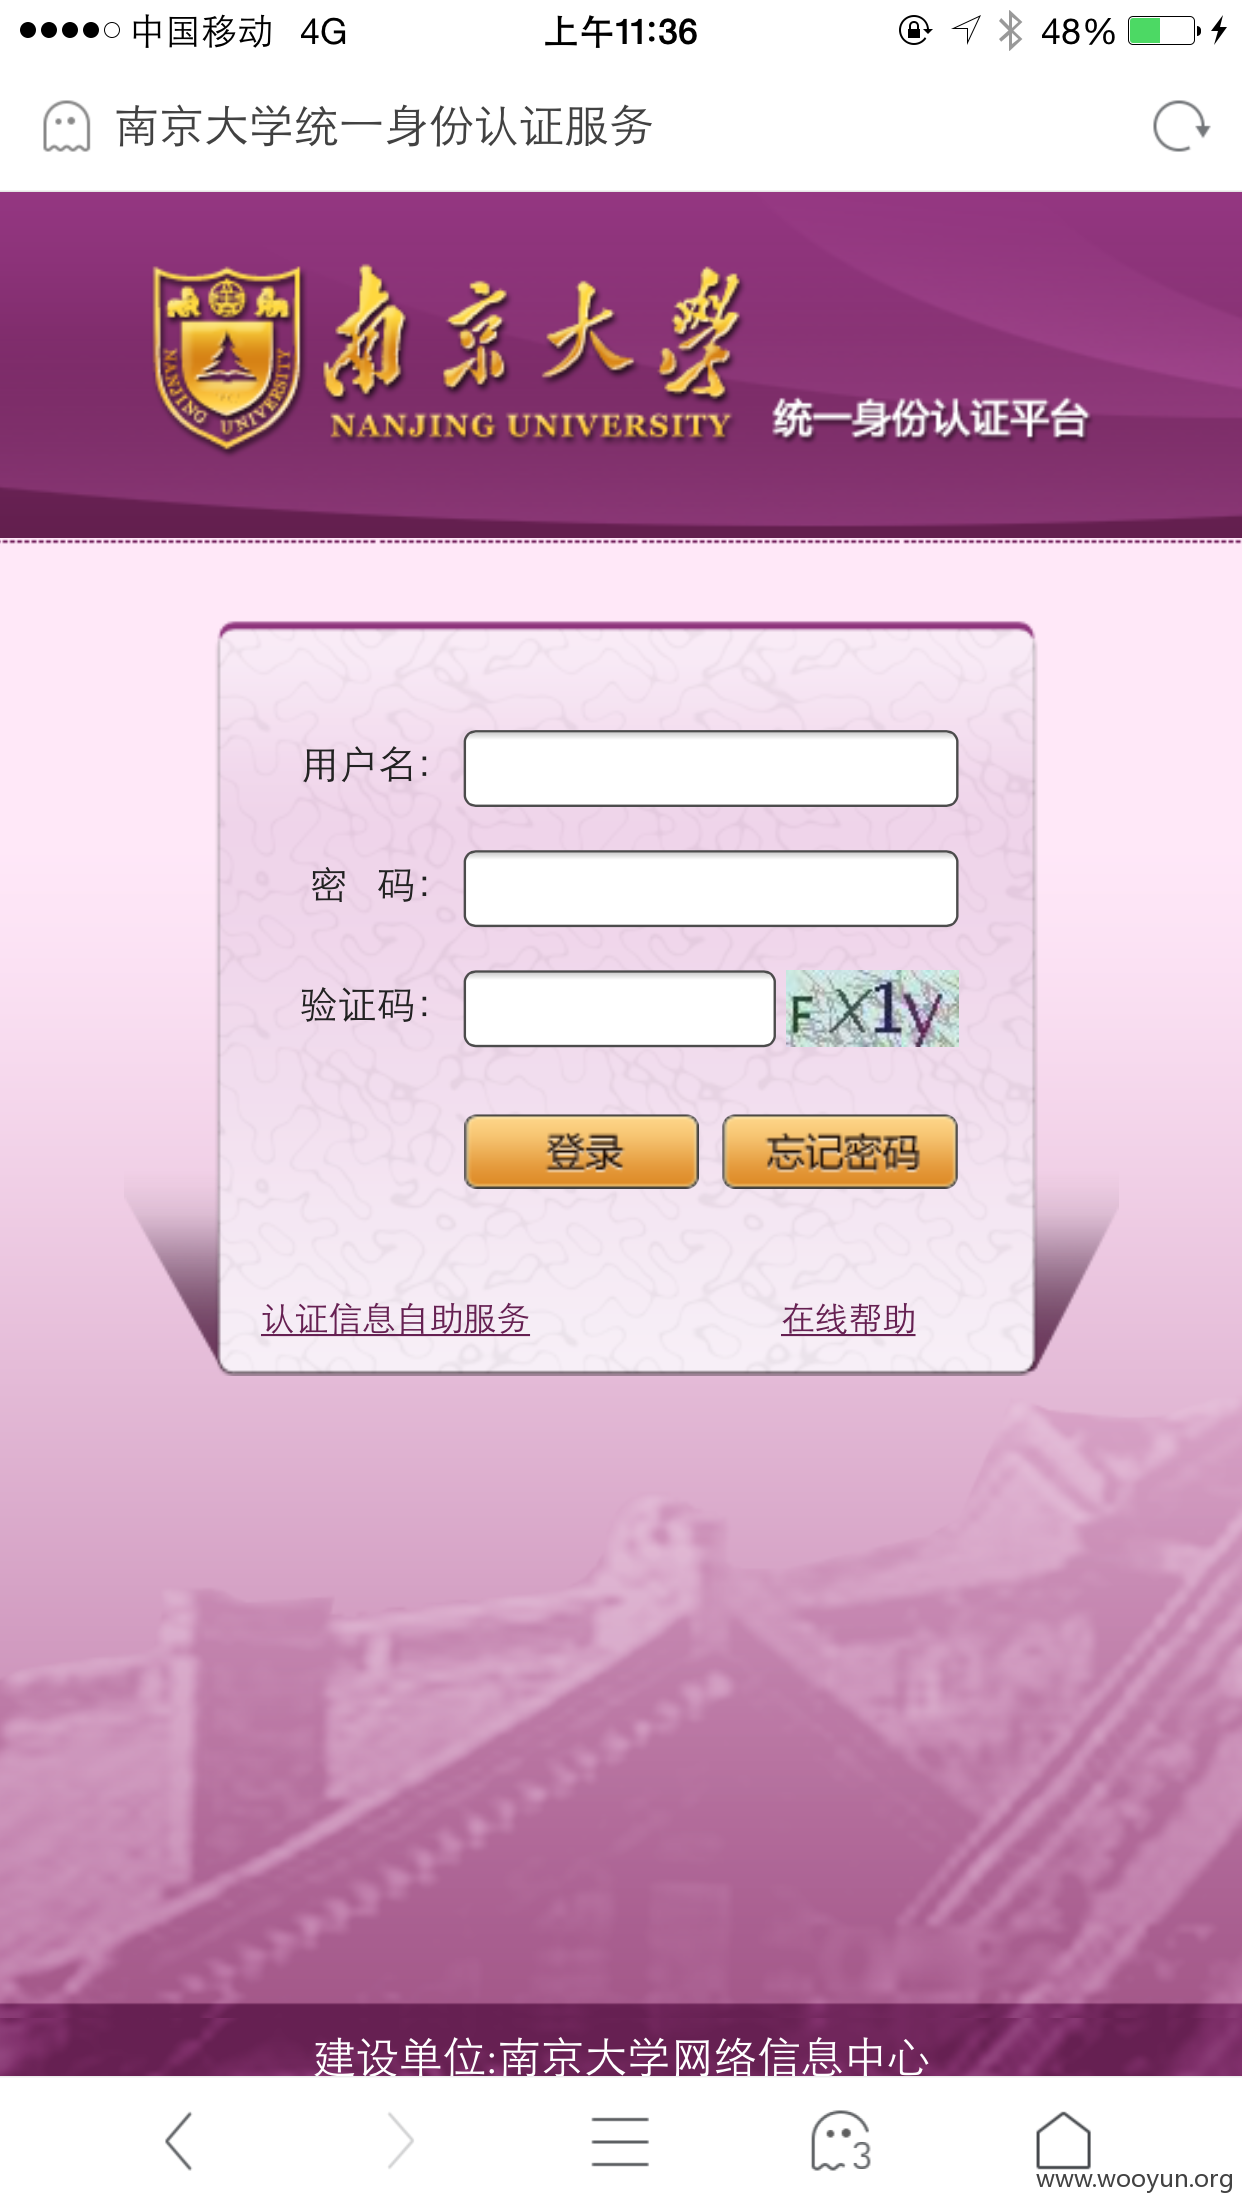 中国移动 4G 上午11:36 48%
南京大学统一身份认证服务
南京大學
NANJING UNIVERSITY
NANJING UNIVERSITY
统一身份认证平台
用户名:
密 码:
验证码:
FX1y
登录 忘记密码
认证信息自助服务 在线帮助
建设单位:南京大学网络信息中心
3
www.wooyun.org